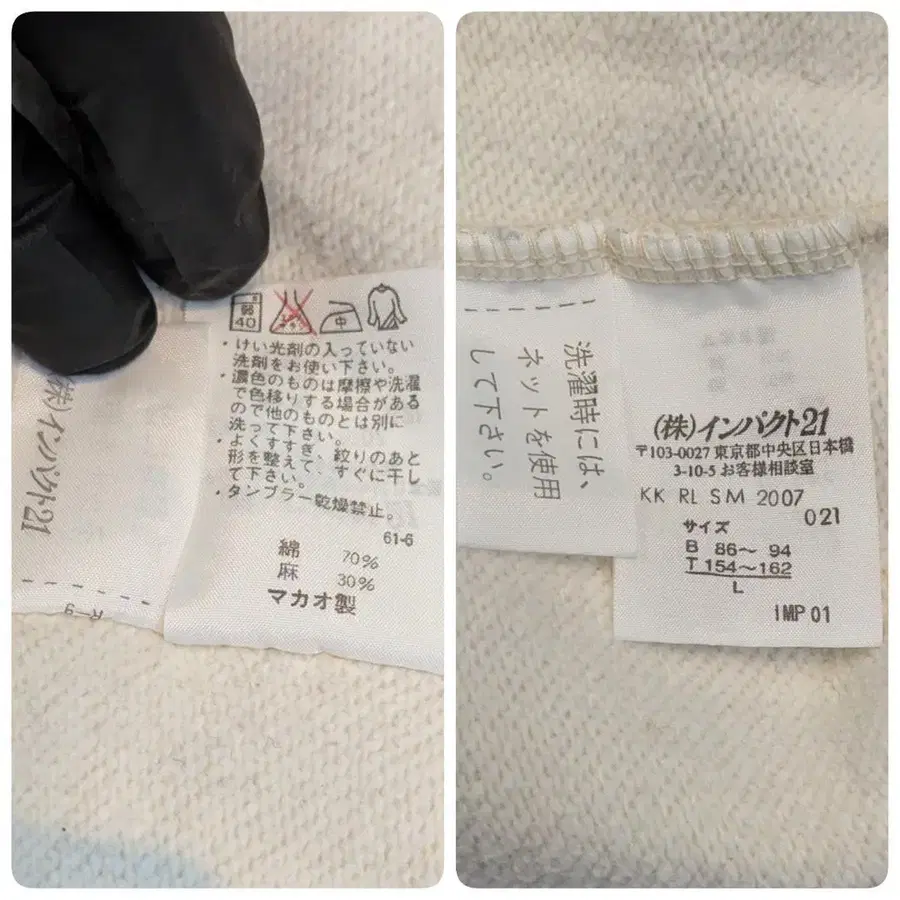 弱
40
中
・けい光剤の入っていない
洗剤をお使い下さい。
・濃色のものは摩擦や洗濯
で色移りする場合がある
ので他のものとは別に
洗って下さい。
・よくすすぎ、絞りのあと
形を整えて、すぐに干し
て下さい。
・タンブラー乾燥禁止。
61-6
綿 70%
麻 30%
マカオ製
(株)インパクト21
R-9
洗濯時には、
ネットを使用
して下さい。
(株)インパクト21
〒103-0027 東京都中央区日本橋
3-10-5 お客様相談室
KK RL SM 2007
021
サイズ
B 86〜 94
T 154〜162
L
IMP 01